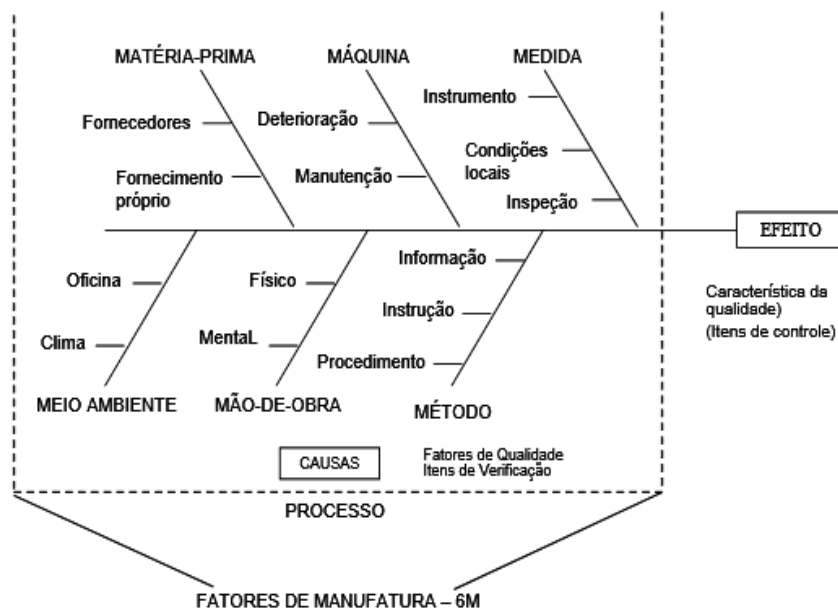 MATÉRIA-PRIMA
MÁQUINA
MEDIDA
Fornecedores
Fornecimento
próprio
Deterioração
Manutenção
Instrumento
Condições
locais
Inspeção
EFEITO
Característica da
qualidade)
(Itens de controle)
Oficina
Clima
Físico
MentaL
Informação
Instrução
Procedimento
MEIO AMBIENTE
MÃO-DE-OBRA
MÉTODO
CAUSAS
Fatores de Qualidade
Itens de Verificação
PROCESSO
FATORES DE MANUFATURA – 6M